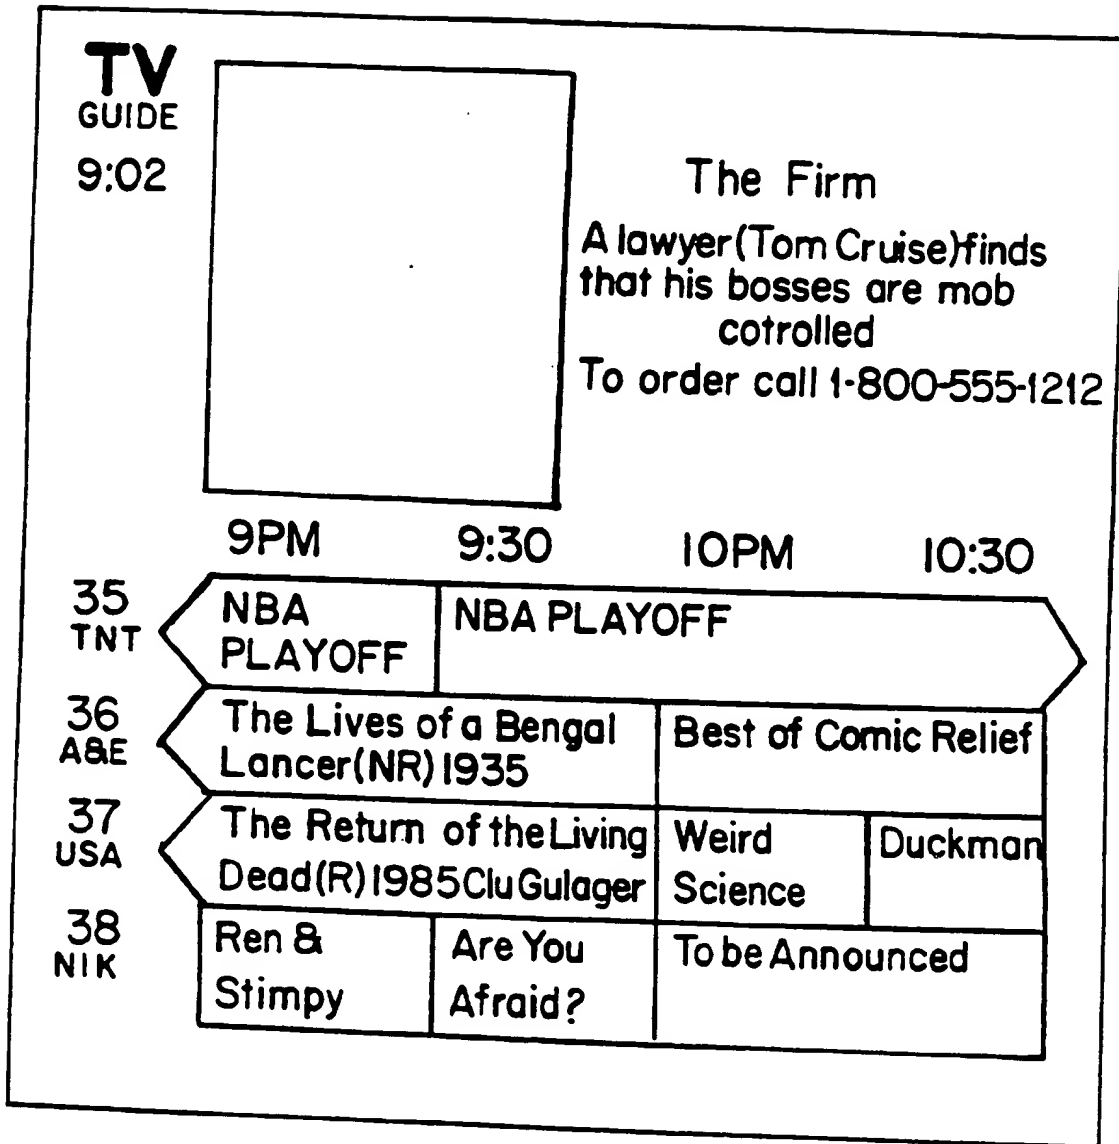 TV
GUIDE
9:02
The Firm
A lawyer(Tom Cruise)finds
that his bosses are mob
cotrolled
To order call 1-800-555-1212
9PM 9:30 10PM 10:30
35
TNT
NBA
PLAYOFF
NBA PLAYOFF
36
A&E
The Lives of a Bengal
Lancer(NR)1935
Best of Comic Relief
37
USA
The Return of the Living
Dead(R)1985CluGulager
Weird
Science
Duckman
38
NIK
Ren &
Stimpy
Are You
Afraid?
To be Announced